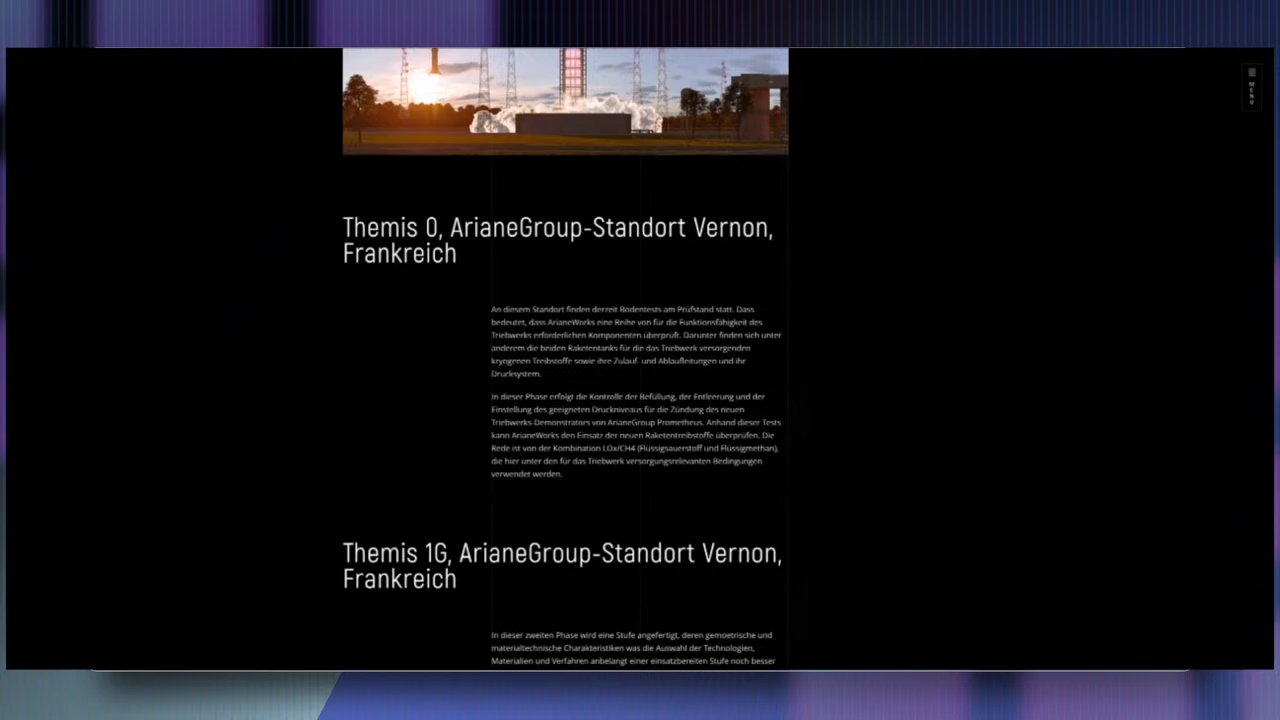 MENU
Themis 0, ArianeGroup-Standort Vernon,
Frankreich
An diesem Standort finden derzeit Bodentests am Prüfstand statt. Dass
bedeutet, dass ArianeWorks eine Reihe von für die Funktionsfähigkeit des
Triebwerks erforderlichen Komponenten überprüft. Darunter finden sich unter
anderem die beiden Raketentanks für die das Triebwerk versorgenden
kryogenen Treibstoffe sowie ihre Zulauf- und Ablaufleitungen und ihr
Drucksystem.
In dieser Phase erfolgt die Kontrolle der Befüllung, der Entleerung und der
Einstellung des geeigneten Druckniveaus für die Zündung des neuen
Triebwerks-Demonstrators von ArianeGroup Prometheus. Anhand dieser Tests
kann ArianeWorks den Einsatz der neuen Raketentreibstoffe überprüfen. Die
Rede ist von der Kombination LOx/CH4 (Flüssigsauerstoff und Flüssigmethan),
die hier unter den für das Triebwerk versorgungsrelevanten Bedingungen
verwendet werden.
Themis 1G, ArianeGroup-Standort Vernon,
Frankreich
In dieser zweiten Phase wird eine Stufe angefertigt, deren gemoetrische und
materialtechnische Charakteristiken was die Auswahl der Technologien,
Materialien und Verfahren anbelangt einer einsatzbereiten Stufe noch besser